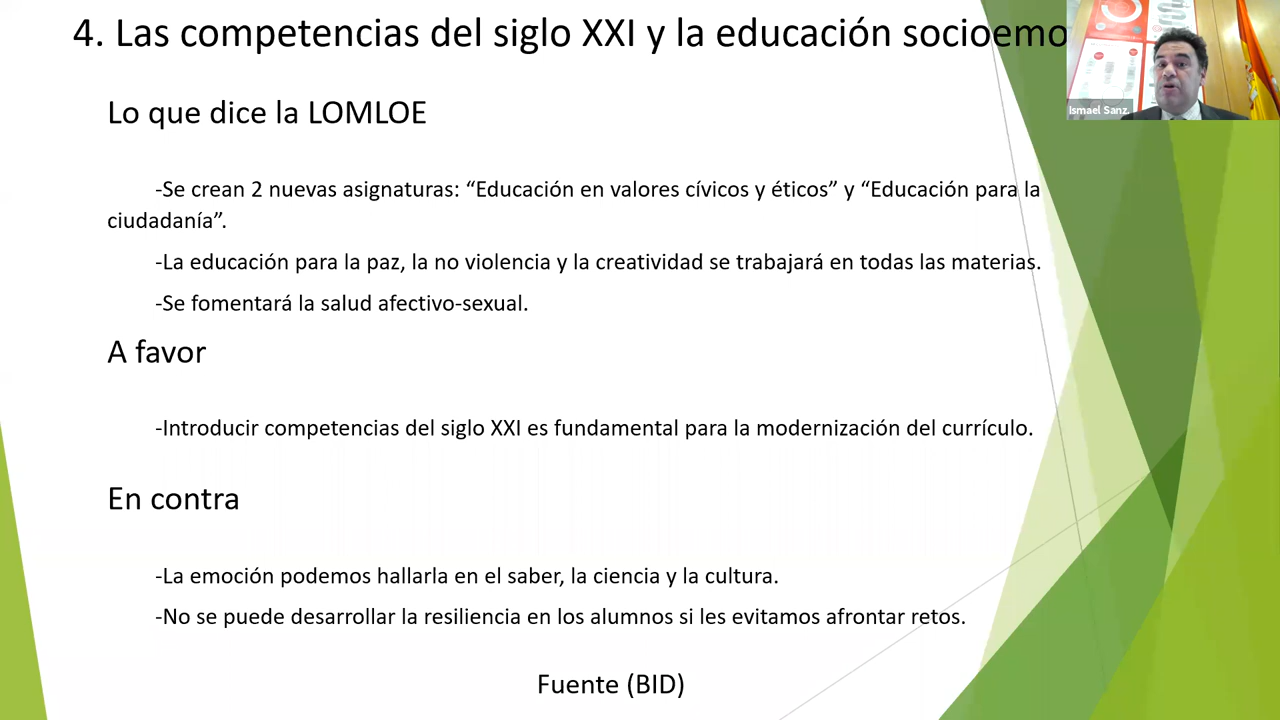 4. Las competencias del siglo XXI y la educación socioemo
Ismael Sanz.
Lo que dice la LOMLOE
-Se crean 2 nuevas asignaturas: “Educación en valores cívicos y éticos” y “Educación para la
ciudadanía”.
-La educación para la paz, la no violencia y la creatividad se trabajará en todas las materias.
-Se fomentará la salud afectivo-sexual.
A favor
-Introducir competencias del siglo XXI es fundamental para la modernización del currículo.
En contra
-La emoción podemos hallarla en el saber, la ciencia y la cultura.
-No se puede desarrollar la resiliencia en los alumnos si les evitamos afrontar retos.
Fuente (BID)